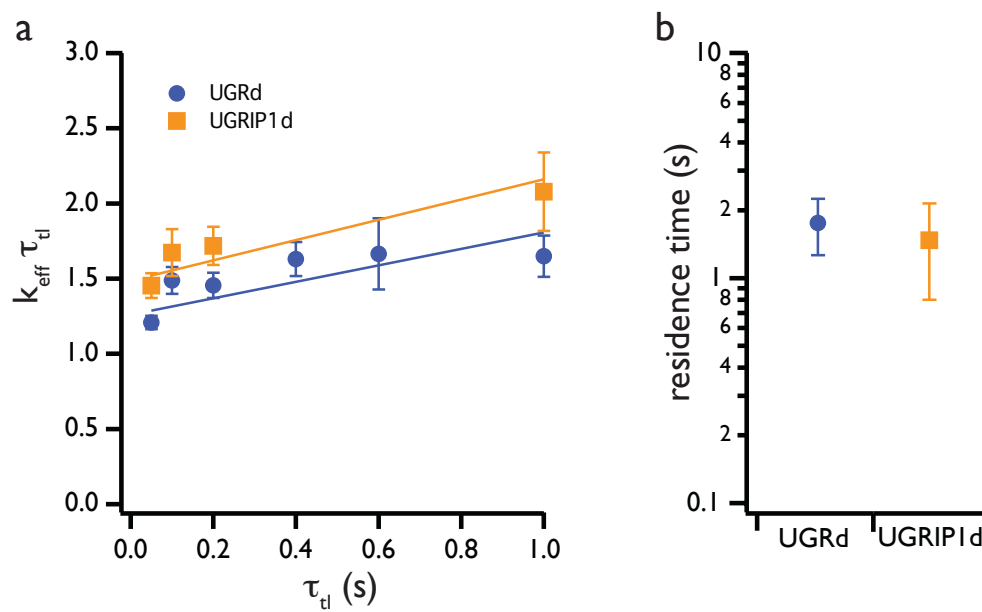 a
3.0
2.5
2.0
1.5
1.0
0.5
0.0
k_eff τ_tl
UGRd
UGRIP1d
0.0 0.2 0.4 0.6 0.8 1.0
τ_tl (s)
b
10
8
6
4
2
1
8
6
4
2
0.1
residence time (s)
UGRd UGRIP1d